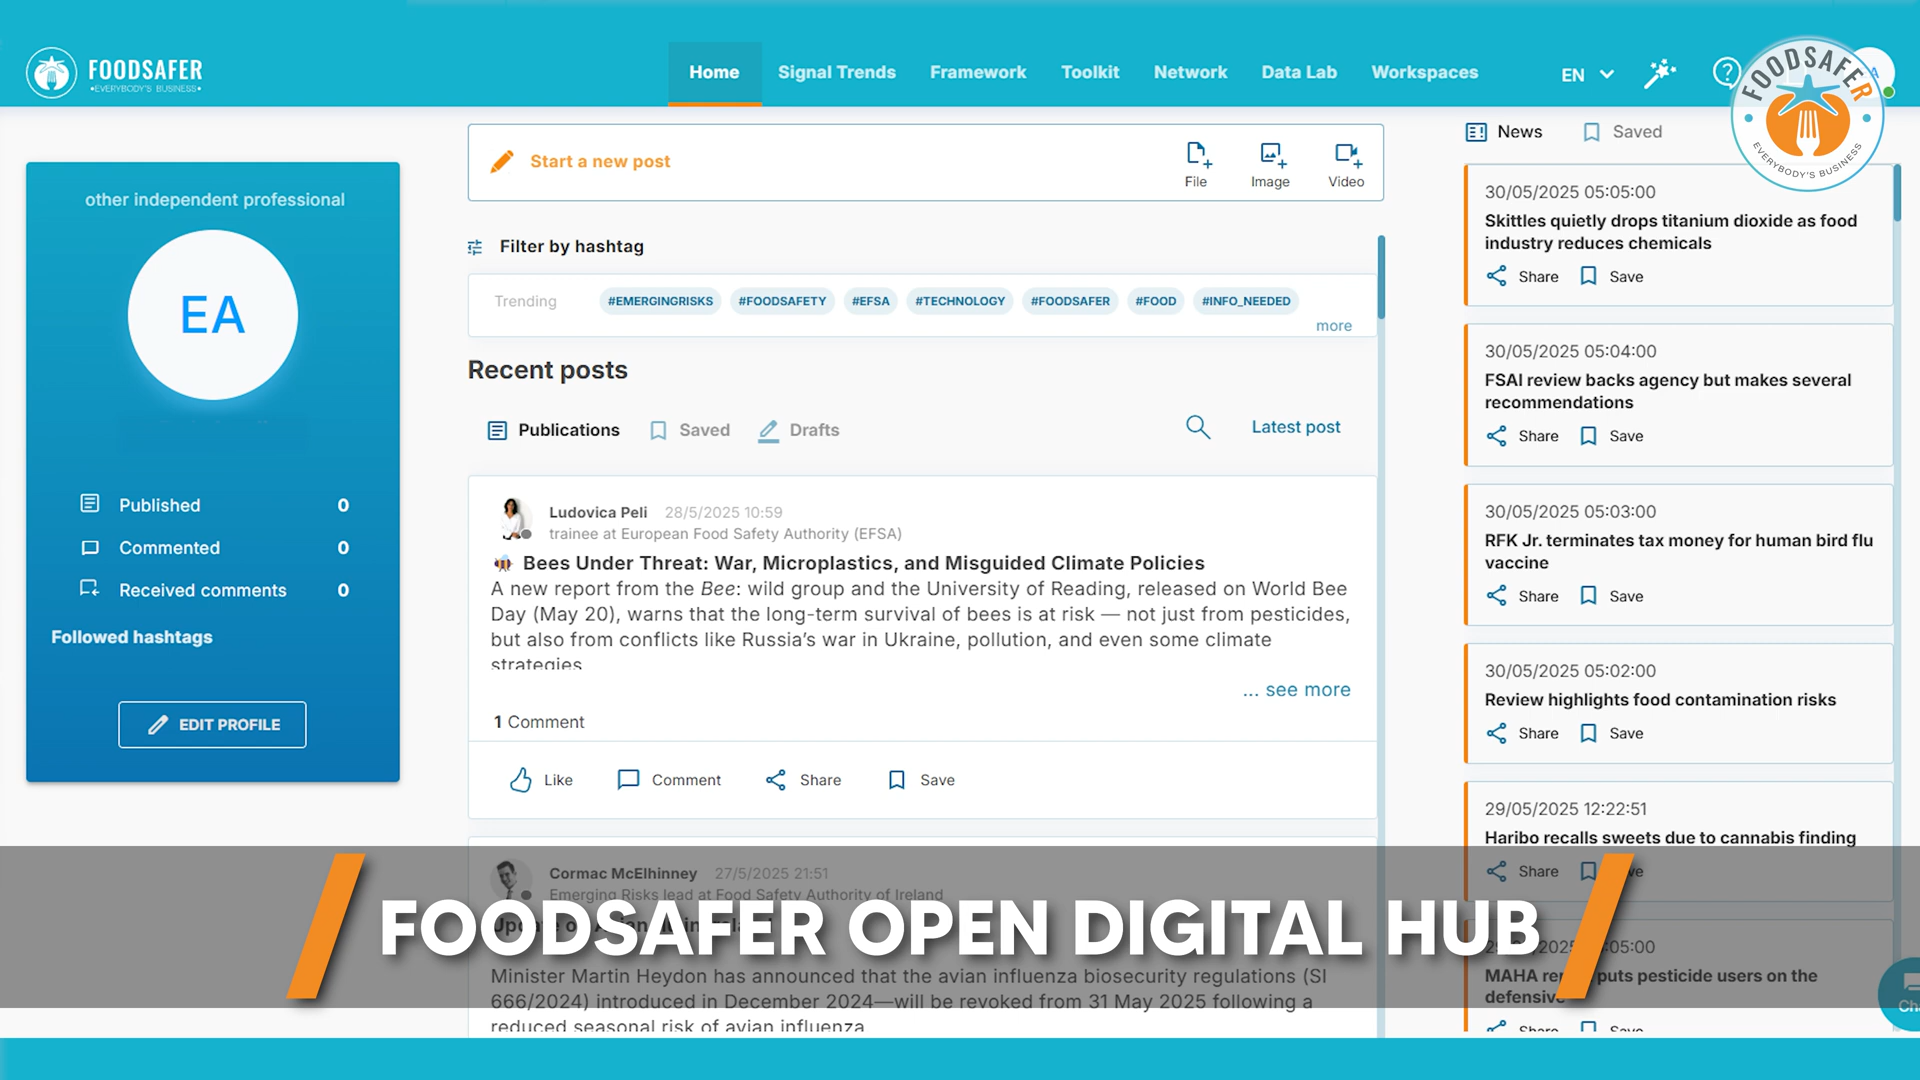 FOODSAFER
•EVERYBODY'S BUSINESS•
Home
Signal Trends
Framework
Toolkit
Network
Data Lab
Workspaces
EN
FOODSAFER
EVERYBODY'S BUSINESS
other independent professional
EA
Published 0
Commented 0
Received comments 0
Followed hashtags
EDIT PROFILE
Start a new post
File
Image
Video
Filter by hashtag
Trending
#EMERGINGRISKS
#FOODSAFETY
#EFSA
#TECHNOLOGY
#FOODSAFER
#FOOD
#INFO_NEEDED
more
Recent posts
Publications
Saved
Drafts
Latest post
Ludovica Peli 28/5/2025 10:59
trainee at European Food Safety Authority (EFSA)
Bees Under Threat: War, Microplastics, and Misguided Climate Policies
A new report from the Bee: wild group and the University of Reading, released on World Bee
Day (May 20), warns that the long-term survival of bees is at risk — not just from pesticides,
but also from conflicts like Russia's war in Ukraine, pollution, and even some climate
strategies
... see more
1 Comment
Like
Comment
Share
Save
Cormac McElhinney 27/5/2025 21:51
Emerging Risks lead at Food Safety Authority of Ireland
FOODSAFER OPEN DIGITAL HUB
Minister Martin Heydon has announced that the avian influenza biosecurity regulations (SI
666/2024) introduced in December 2024—will be revoked from 31 May 2025 following a
reduced seasonal risk of avian influenza
News
Saved
30/05/2025 05:05:00
Skittles quietly drops titanium dioxide as food
industry reduces chemicals
Share Save
30/05/2025 05:04:00
FSAI review backs agency but makes several
recommendations
Share Save
30/05/2025 05:03:00
RFK Jr. terminates tax money for human bird flu
vaccine
Share Save
30/05/2025 05:02:00
Review highlights food contamination risks
Share Save
29/05/2025 12:22:51
Haribo recalls sweets due to cannabis finding
Share
:05:00
MAHA puts pesticide users on the
defensive
Share Save